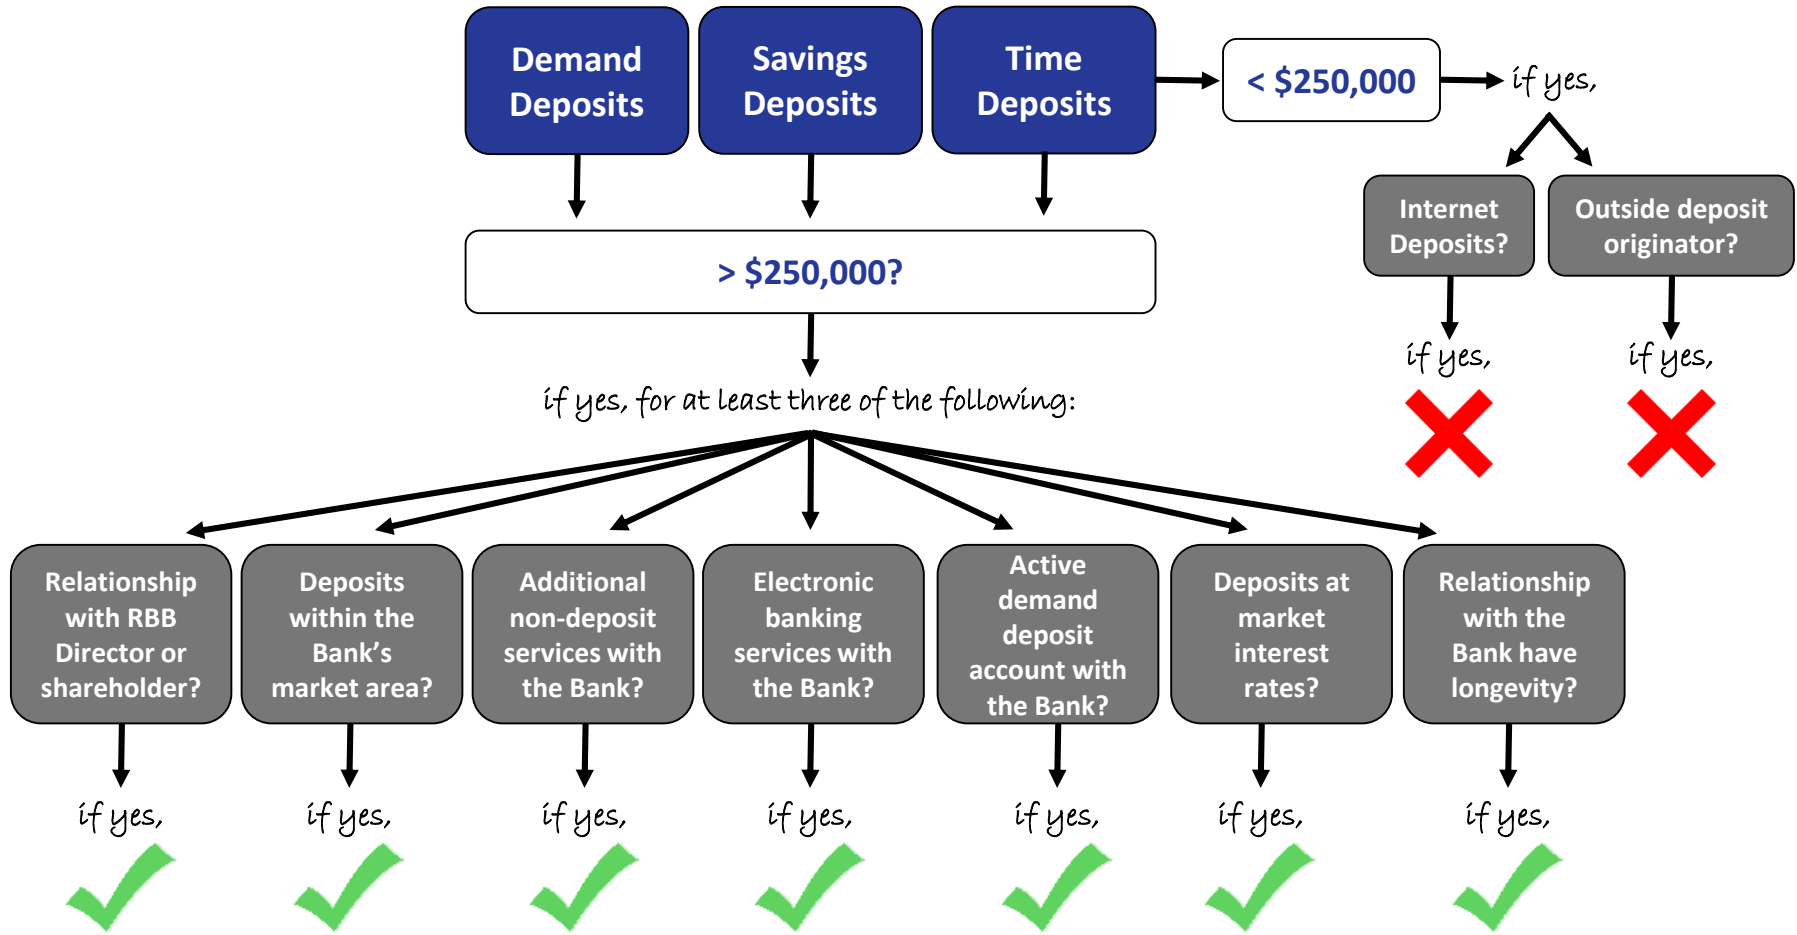 Demand
Deposits
Savings
Deposits
Time
Deposits
< $250,000
if yes,
Internet
Deposits?
Outside deposit
originator?
if yes,
if yes,
> $250,000?
if yes, for at least three of the following:
Relationship
with RBB
Director or
shareholder?
Deposits
within the
Bank's
market area?
Additional
non-deposit
services with
the Bank?
Electronic
banking
services with
the Bank?
Active
demand
deposit
account with
the Bank?
Deposits at
market
interest
rates?
Relationship
with the
Bank have
longevity?
if yes,
if yes,
if yes,
if yes,
if yes,
if yes,
if yes,